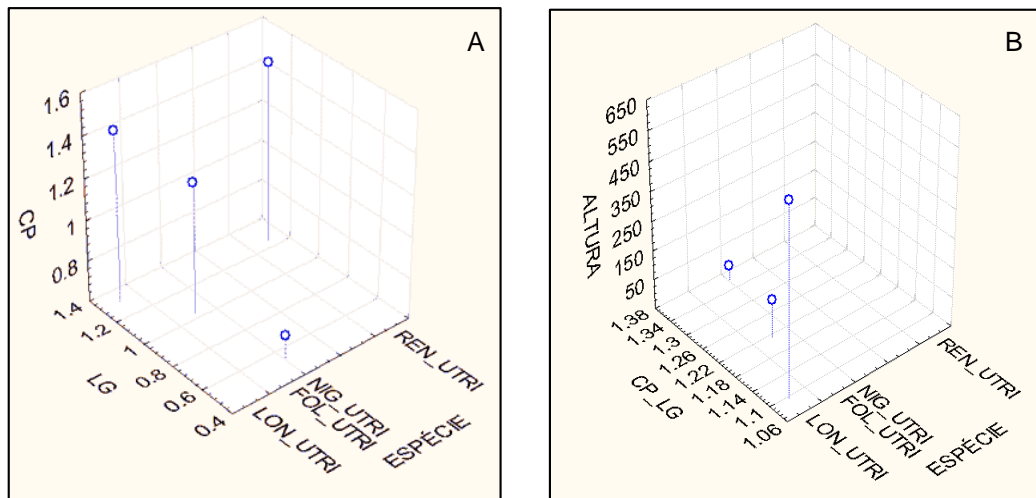 A
1.6
1.4
1.2
1
0.8
CP
1.4
1.2
1
0.8
0.6
0.4
LG
LON_UTRI
FOL_UTRI
NIG_UTRI
REN_UTRI
ESPÉCIE
B
650
550
450
350
250
150
50
ALTURA
1.38
1.34
1.3
1.26
1.22
1.18
1.14
1.1
1.06
CP_LG
LON_UTRI
FOL_UTRI
NIG_UTRI
REN_UTRI
ESPÉCIE